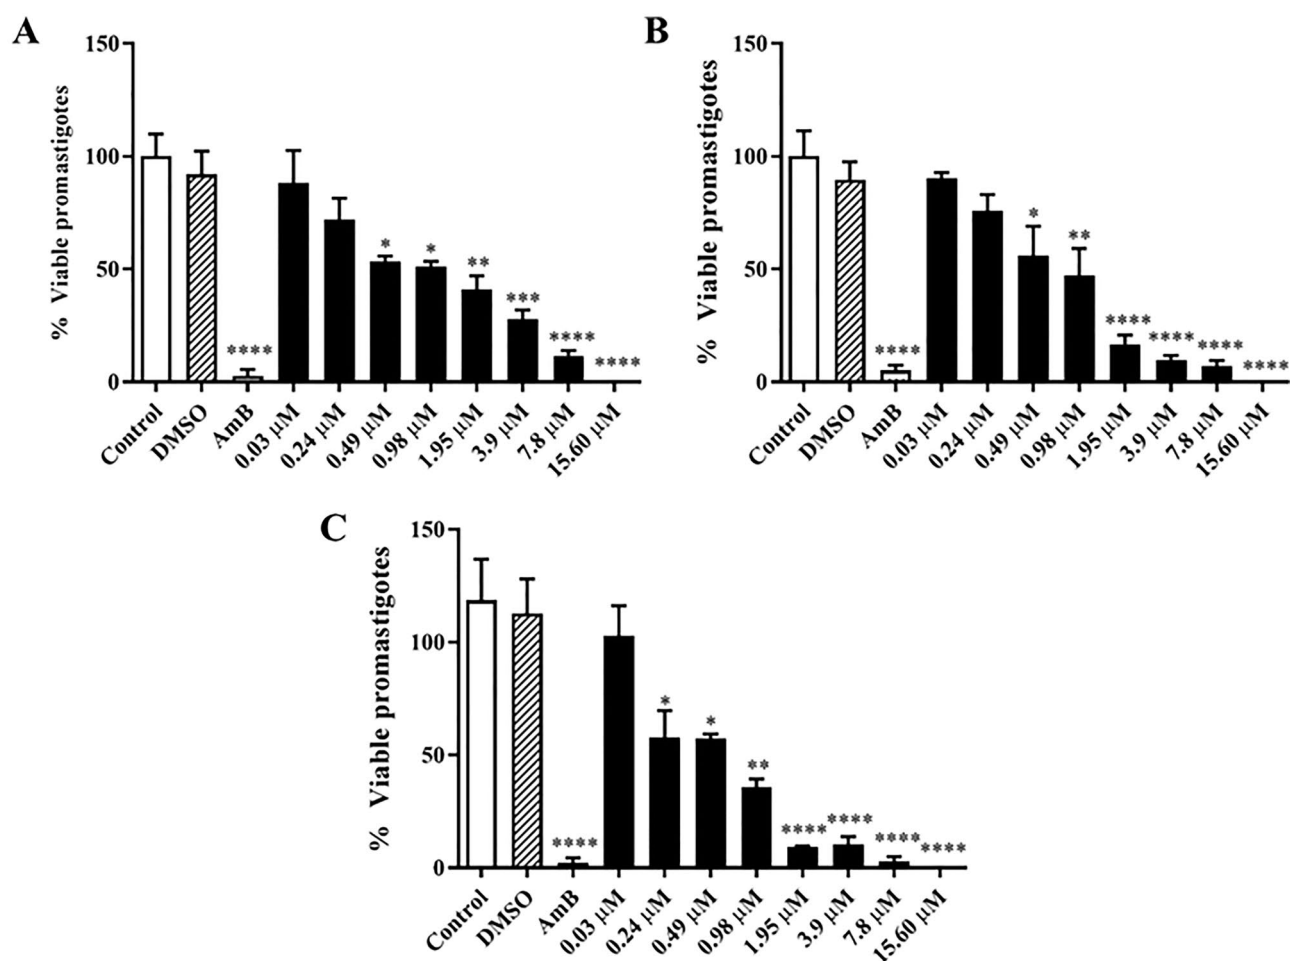 A
% Viable promastigotes
150
100
50
0
*
*
**
***
****
****
****
Control
DMSO
AmB
0.03 µM
0.24 µM
0.49 µM
0.98 µM
1.95 µM
3.9 µM
7.8 µM
15.60 µM
B
% Viable promastigotes
150
100
50
0
*
**
****
****
****
****
****
Control
DMSO
AmB
0.03 µM
0.24 µM
0.49 µM
0.98 µM
1.95 µM
3.9 µM
7.8 µM
15.60 µM
C
% Viable promastigotes
150
100
50
0
*
*
**
****
****
****
****
****
Control
DMSO
AmB
0.03 µM
0.24 µM
0.49 µM
0.98 µM
1.95 µM
3.9 µM
7.8 µM
15.60 µM